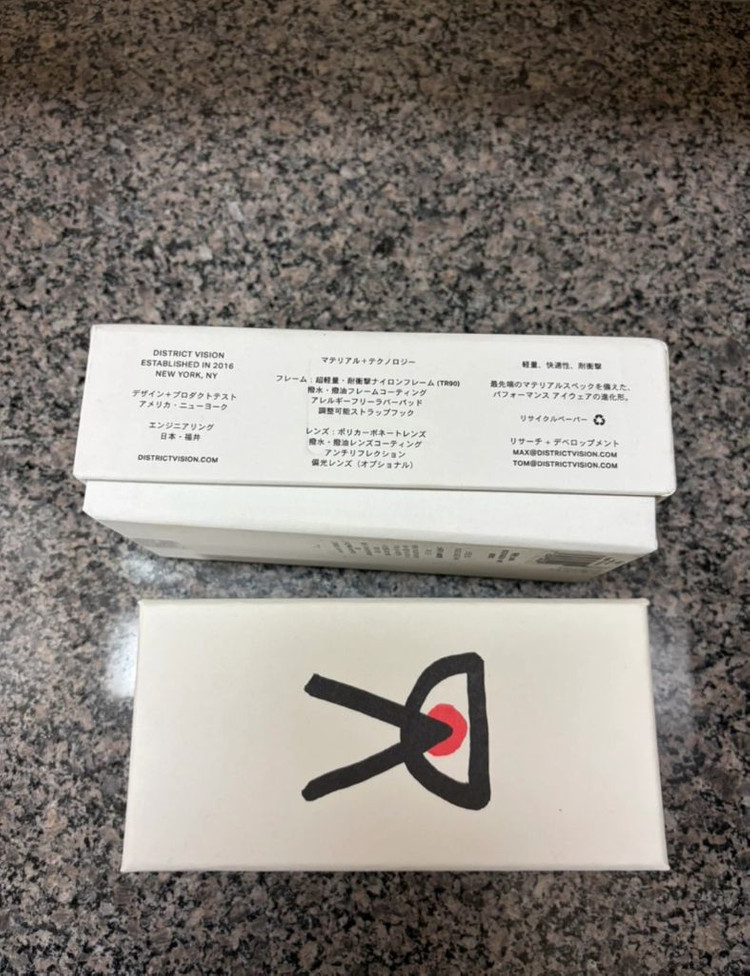 DISTRICT VISION
ESTABLISHED IN 2016
NEW YORK, NY
デザイン+プロダクトテスト
アメリカ・ニューヨーク
エンジニアリング
日本・福井
DISTRICTVISION.COM
マテリアル+テクノロジー
フレーム：超軽量・耐衝撃ナイロンフレーム (TR90)
撥水・撥油フレームコーティング
アレルギーフリーラバーパッド
調整可能ストラップフック
レンズ：ポリカーボネートレンズ
撥水・撥油レンズコーティング
アンチリフレクション
偏光レンズ（オプショナル）
軽量、快適性、耐衝撃
最先端のマテリアルスペックを備えた、
パフォーマンス アイウェアの進化形。
リサイクルペーパー
リサーチ + デベロップメント
MAX@DISTRICTVISION.COM
TOM@DISTRICTVISION.COM